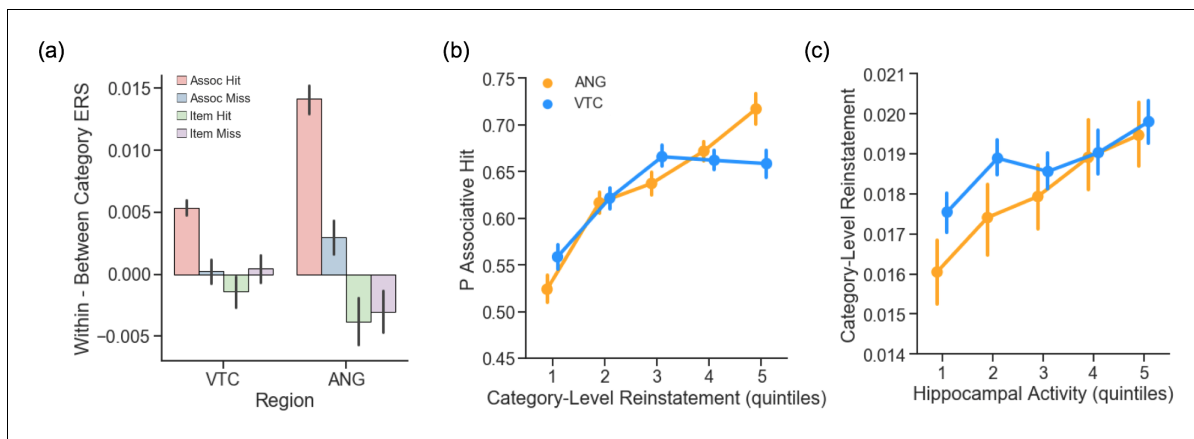 (a)
Within - Between Category ERS
0.015
0.010
0.005
0.000
−0.005
Assoc Hit
Assoc Miss
Item Hit
Item Miss
VTC
ANG
Region
(b)
P Associative Hit
0.75
0.70
0.65
0.60
0.55
0.50
0.45
ANG
VTC
1 2 3 4 5
Category-Level Reinstatement (quintiles)
(c)
Category-Level Reinstatement
0.021
0.020
0.019
0.018
0.017
0.016
0.015
0.014
1 2 3 4 5
Hippocampal Activity (quintiles)